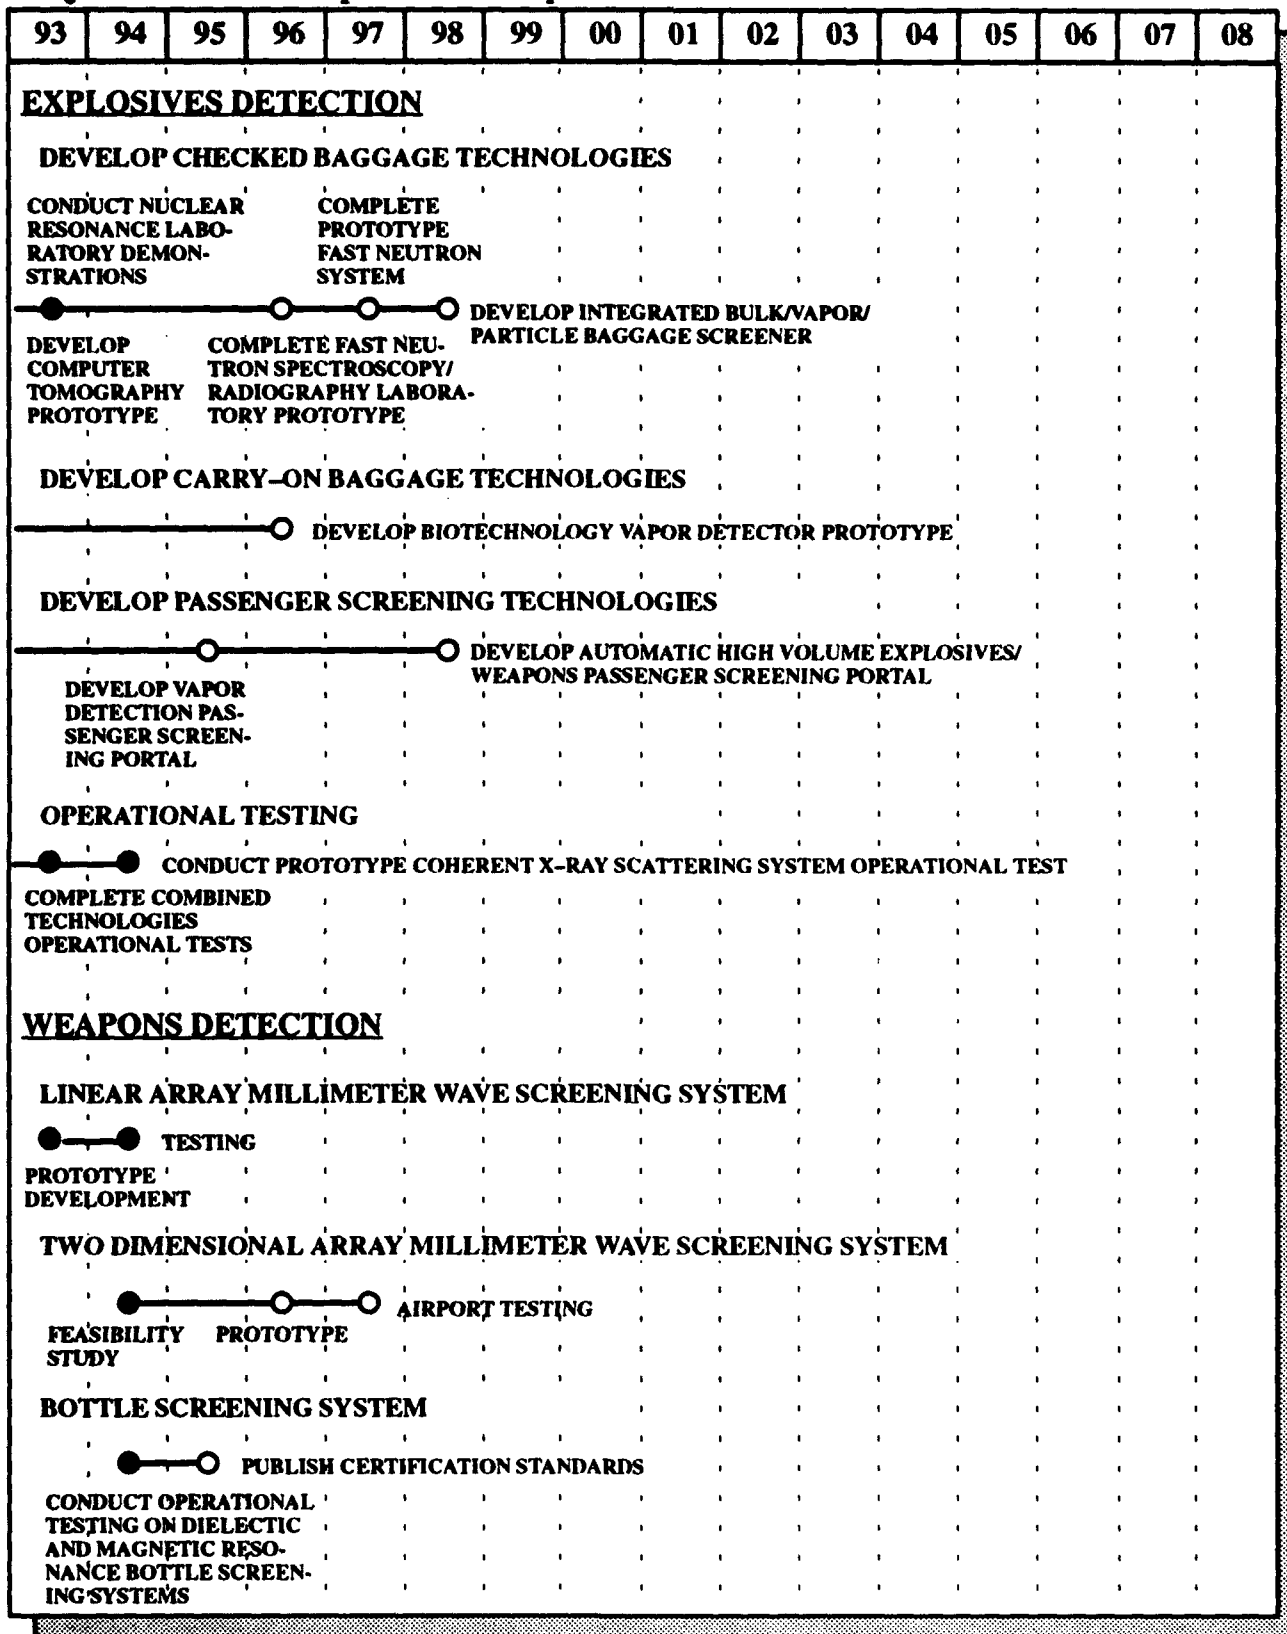 93 94 95 96 97 98 99 00 01 02 03 04 05 06 07 08
EXPLOSIVES DETECTION
DEVELOP CHECKED BAGGAGE TECHNOLOGIES
CONDUCT NUCLEAR
RESONANCE LABO-
RATORY DEMON-
STRATIONS
COMPLETE
PROTOTYPE
FAST NEUTRON
SYSTEM
DEVELOP INTEGRATED BULK/VAPOR/
PARTICLE BAGGAGE SCREENER
DEVELOP
COMPUTER
TOMOGRAPHY
PROTOTYPE
COMPLETE FAST NEU-
TRON SPECTROSCOPY/
RADIOGRAPHY LABORA-
TORY PROTOTYPE
DEVELOP CARRY-ON BAGGAGE TECHNOLOGIES
DEVELOP BIOTECHNOLOGY VAPOR DETECTOR PROTOTYPE
DEVELOP PASSENGER SCREENING TECHNOLOGIES
DEVELOP AUTOMATIC HIGH VOLUME EXPLOSIVES/
WEAPONS PASSENGER SCREENING PORTAL
DEVELOP VAPOR
DETECTION PAS-
SENGER SCREEN-
ING PORTAL
OPERATIONAL TESTING
CONDUCT PROTOTYPE COHERENT X-RAY SCATTERING SYSTEM OPERATIONAL TEST
COMPLETE COMBINED
TECHNOLOGIES
OPERATIONAL TESTS
WEAPONS DETECTION
LINEAR ARRAY MILLIMETER WAVE SCREENING SYSTEM
TESTING
PROTOTYPE
DEVELOPMENT
TWO DIMENSIONAL ARRAY MILLIMETER WAVE SCREENING SYSTEM
AIRPORT TESTING
FEASIBILITY
STUDY
PROTOTYPE
BOTTLE SCREENING SYSTEM
PUBLISH CERTIFICATION STANDARDS
CONDUCT OPERATIONAL
TESTING ON DIELECTIC
AND MAGNETIC RESO-
NANCE BOTTLE SCREEN-
ING SYSTEMS